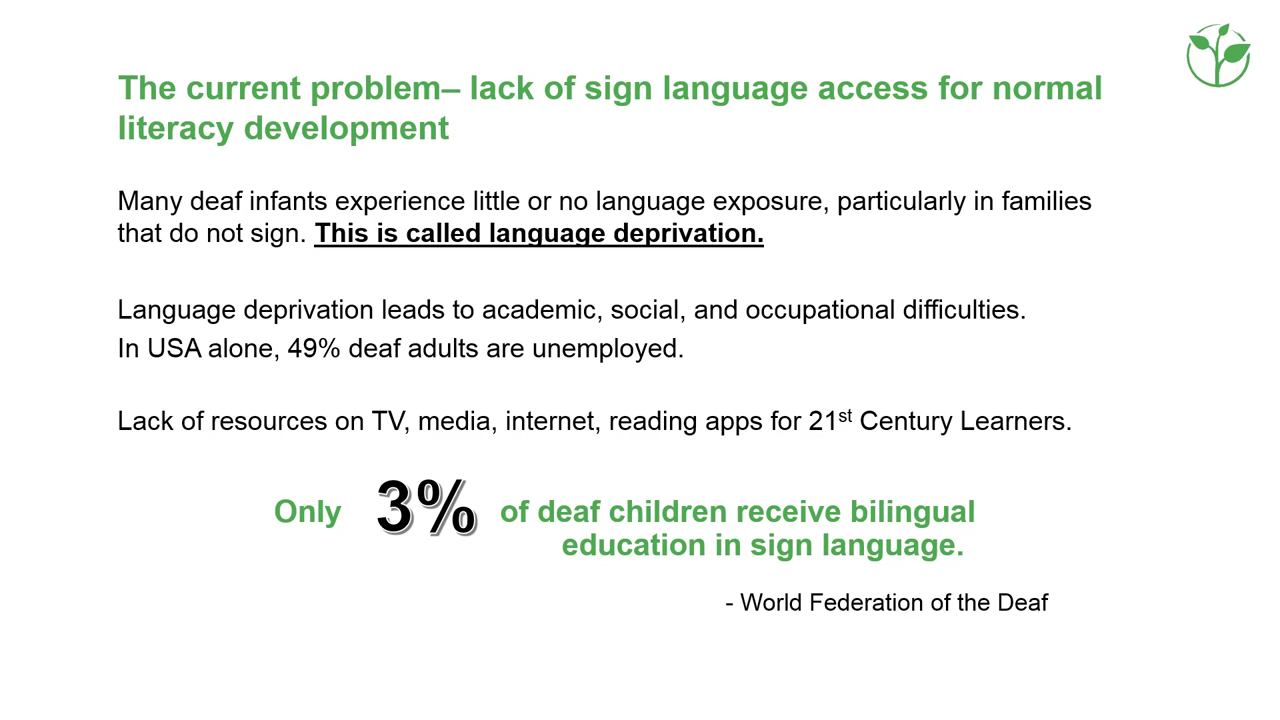 The current problem– lack of sign language access for normal
literacy development
Many deaf infants experience little or no language exposure, particularly in families
that do not sign. This is called language deprivation.
Language deprivation leads to academic, social, and occupational difficulties.
In USA alone, 49% deaf adults are unemployed.
Lack of resources on TV, media, internet, reading apps for 21st Century Learners.
Only 3% of deaf children receive bilingual
education in sign language.
- World Federation of the Deaf